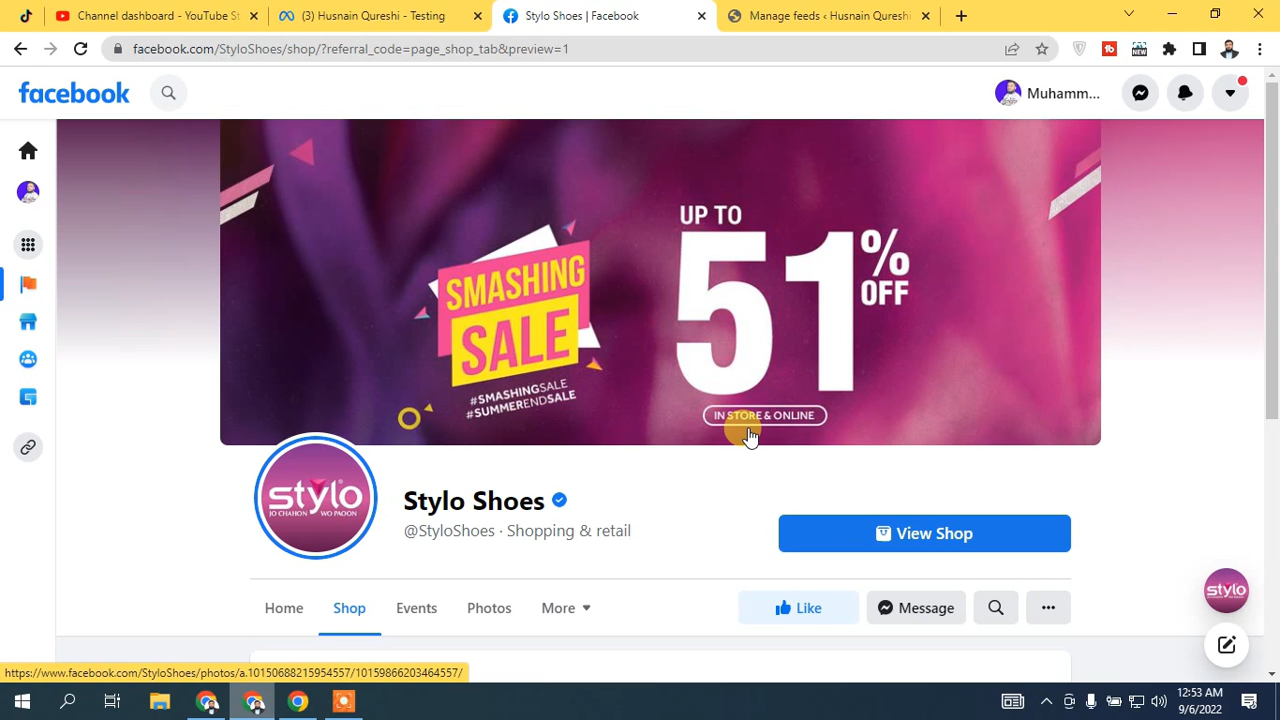 Channel dashboard - YouTube St
(3) Husnain Qureshi - Testing
Stylo Shoes | Facebook
Manage feeds ‹ Husnain Qureshi
facebook.com/StyloShoes/shop/?referral_code=page_shop_tab&preview=1
facebook
Muhamm...
UP TO
51% OFF
SMASHING
SALE
#SMASHINGSALE
#SUMMERENDSALE
IN STORE & ONLINE
stylo
JO CHAHON WO PAOON
Stylo Shoes
@StyloShoes · Shopping & retail
View Shop
Home Shop Events Photos More
Like Message
stylo
https://www.facebook.com/StyloShoes/photos/a.10150688215954557/10159866203464557/
12:53 AM
9/6/2022